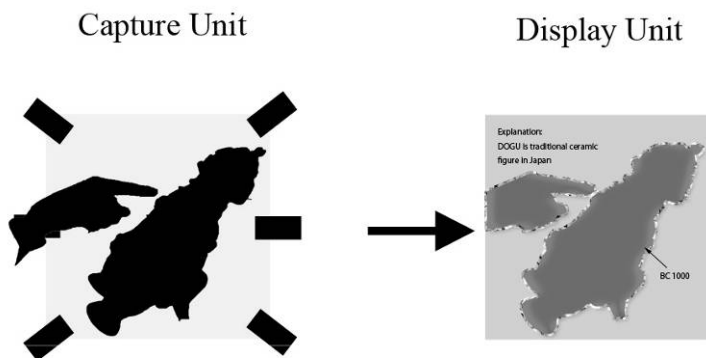 Capture Unit
Display Unit
Explanation:
DOGU is traditional ceramic
figure in Japan
BC 1000